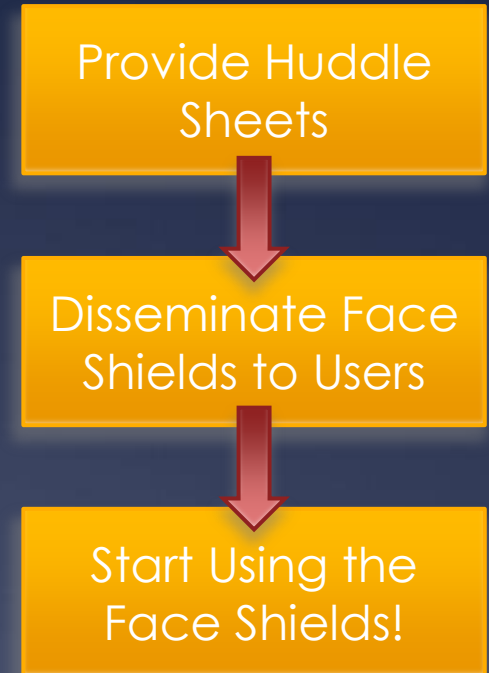 Provide Huddle
Sheets
Disseminate Face
Shields to Users
Start Using the
Face Shields!